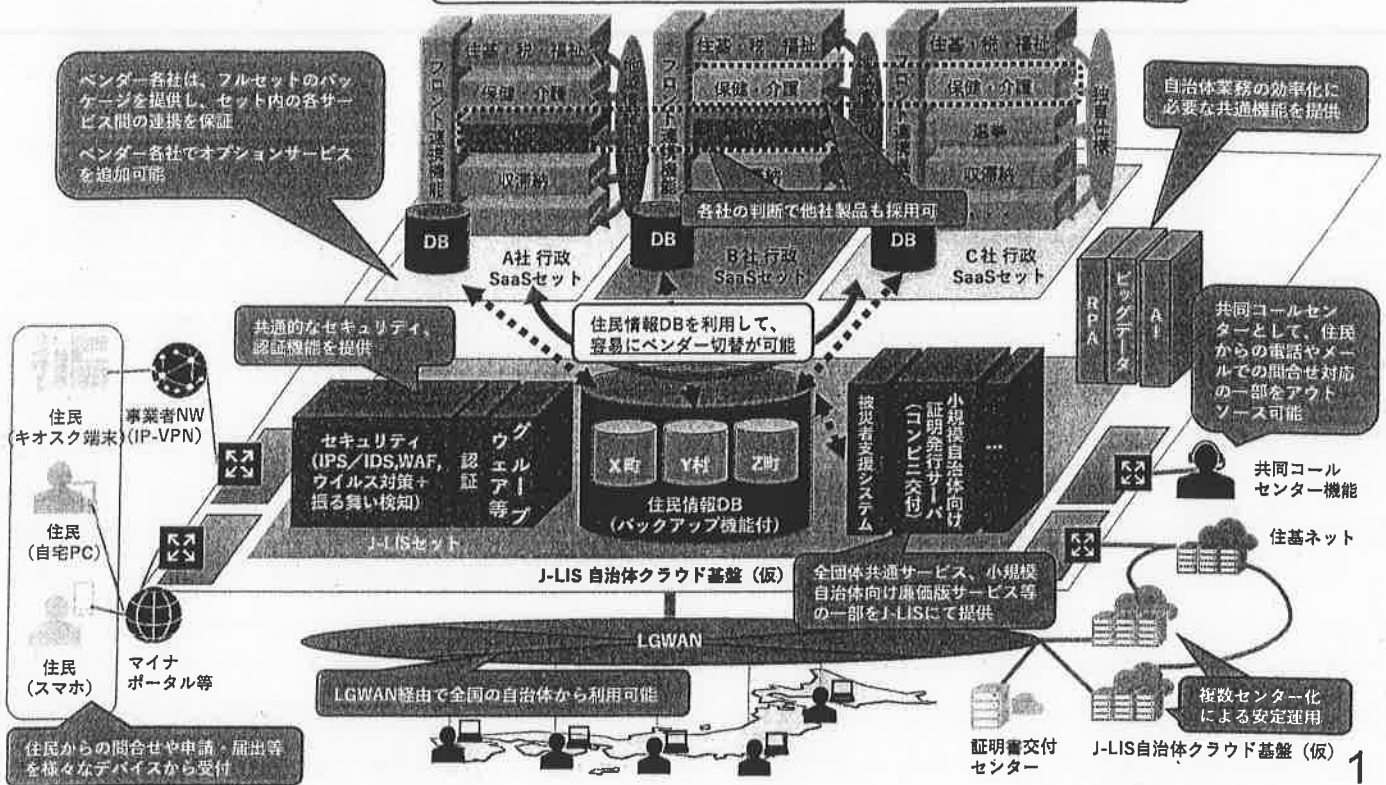 ベンダー各社は、フルセットのパッ
ケージを提供し、セット内の各サー
ビス間の連携を保証
ベンダー各社でオプションサービス
を追加可能
フロント連携機能
住基・税・福祉
保健・介護
収滞納
DB
A社 行政
SaaSセット
フロント連携機能
住基・税・福祉
保健・介護
DB
B社 行政
SaaSセット
住基・税・福祉
保健・介護
選挙
収滞納
・・・
独自仕様
DB
C社 行政
SaaSセット
各社の判断で他社製品も採用可
自治体業務の効率化に
必要な共通機能を提供
RPA
ビッグデータ
AI
共同コールセン
ターとして、住民
からの電話やメー
ルでの問合せ対応
の一部をアウト
ソース可能
共通的なセキュリティ、
認証機能を提供
住民情報DBを利用して、
容易にベンダー切替が可能
住民
(キオスク端末)
事業者NW
(IP-VPN)
住民
(自宅PC)
住民
(スマホ)
マイナ
ポータル等
セキュリティ
(IPS/IDS,WAF,
ウイルス対策+
振る舞い検知)
認証
グループ
ウェア等
J-LISセット
X町
Y村
Z町
住民情報DB
(バックアップ機能付)
被災者支援システム
小規模自治体向け
証明発行サーバ
(コンビニ交付)
…
共同コール
センター機能
住基ネット
J-LIS 自治体クラウド基盤(仮)
全団体共通サービス、小規模
自治体向け廉価版サービス等
の一部をJ-LISにて提供
LGWAN
LGWAN経由で全国の自治体から利用可能
住民からの問合せや申請・届出等
を様々なデバイスから受付
証明書交付
センター
複数センター化
による安定運用
J-LIS自治体クラウド基盤(仮)
1